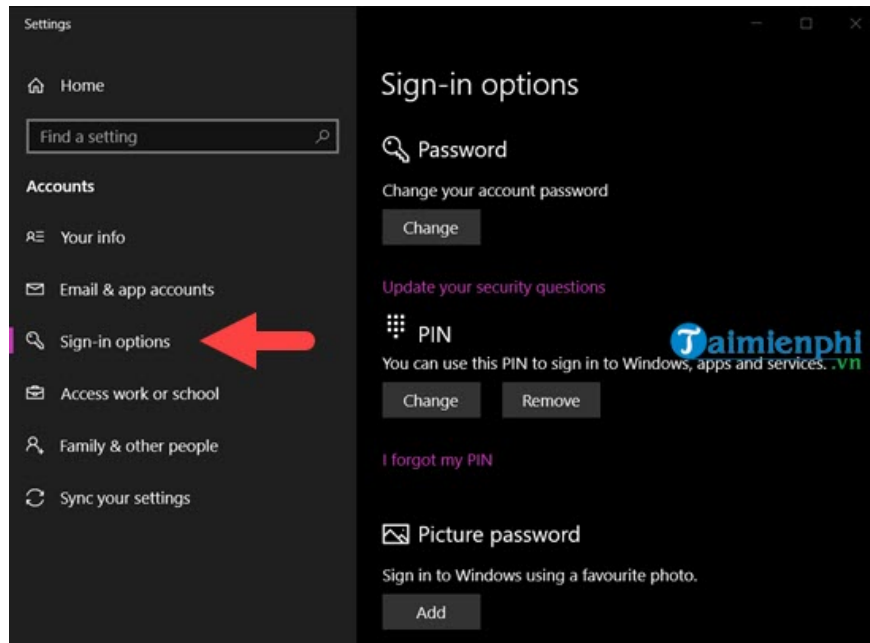 Settings
Home
Find a setting
Accounts
Your info
Email & app accounts
Sign-in options
Access work or school
Family & other people
Sync your settings
Sign-in options
Password
Change your account password
Change
Update your security questions
PIN
You can use this PIN to sign in to Windows, apps and services.
Change Remove
I forgot my PIN
Picture password
Sign in to Windows using a favourite photo.
Add
Taimienphi
.vn